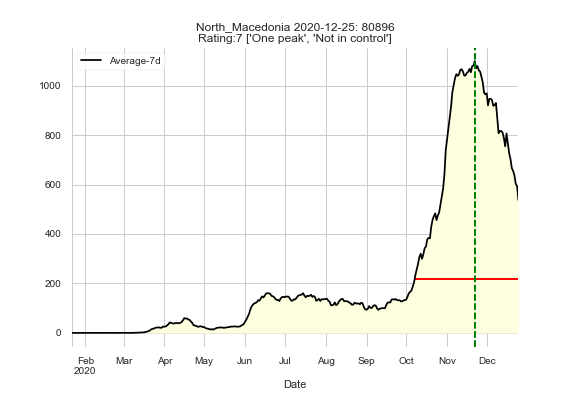 North_Macedonia 2020-12-25: 80896
Rating:7 ['One peak', 'Not in control']
Average-7d
1000
800
600
400
200
0
Feb Mar Apr May Jun Jul Aug Sep Oct Nov Dec
2020
Date